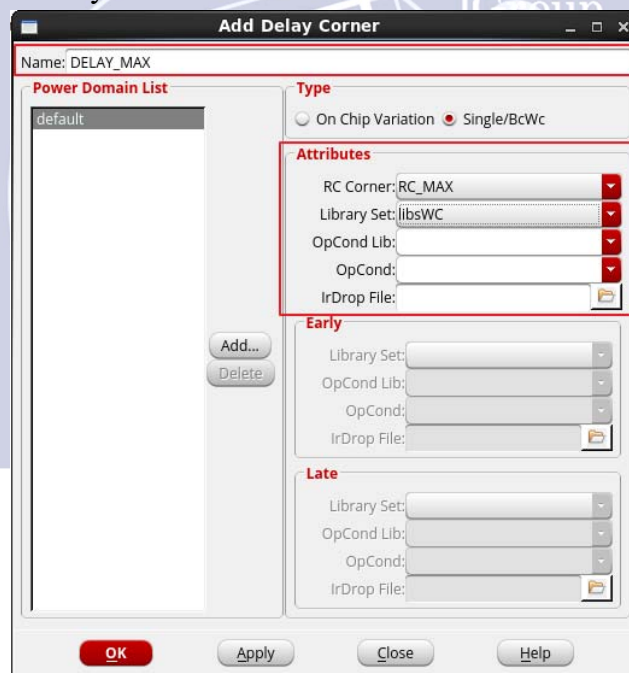 Group
Add Delay Corner
Name: DELAY_MAX
Power Domain List
default
Add...
Delete
Type
On Chip Variation Single/BcWc
Attributes
RC Corner: RC_MAX
Library Set: libsWC
OpCond Lib:
OpCond:
IrDrop File:
Early
Library Set:
OpCond Lib:
OpCond:
IrDrop File:
Late
Library Set:
OpCond Lib:
OpCond:
IrDrop File:
OK Apply Close Help